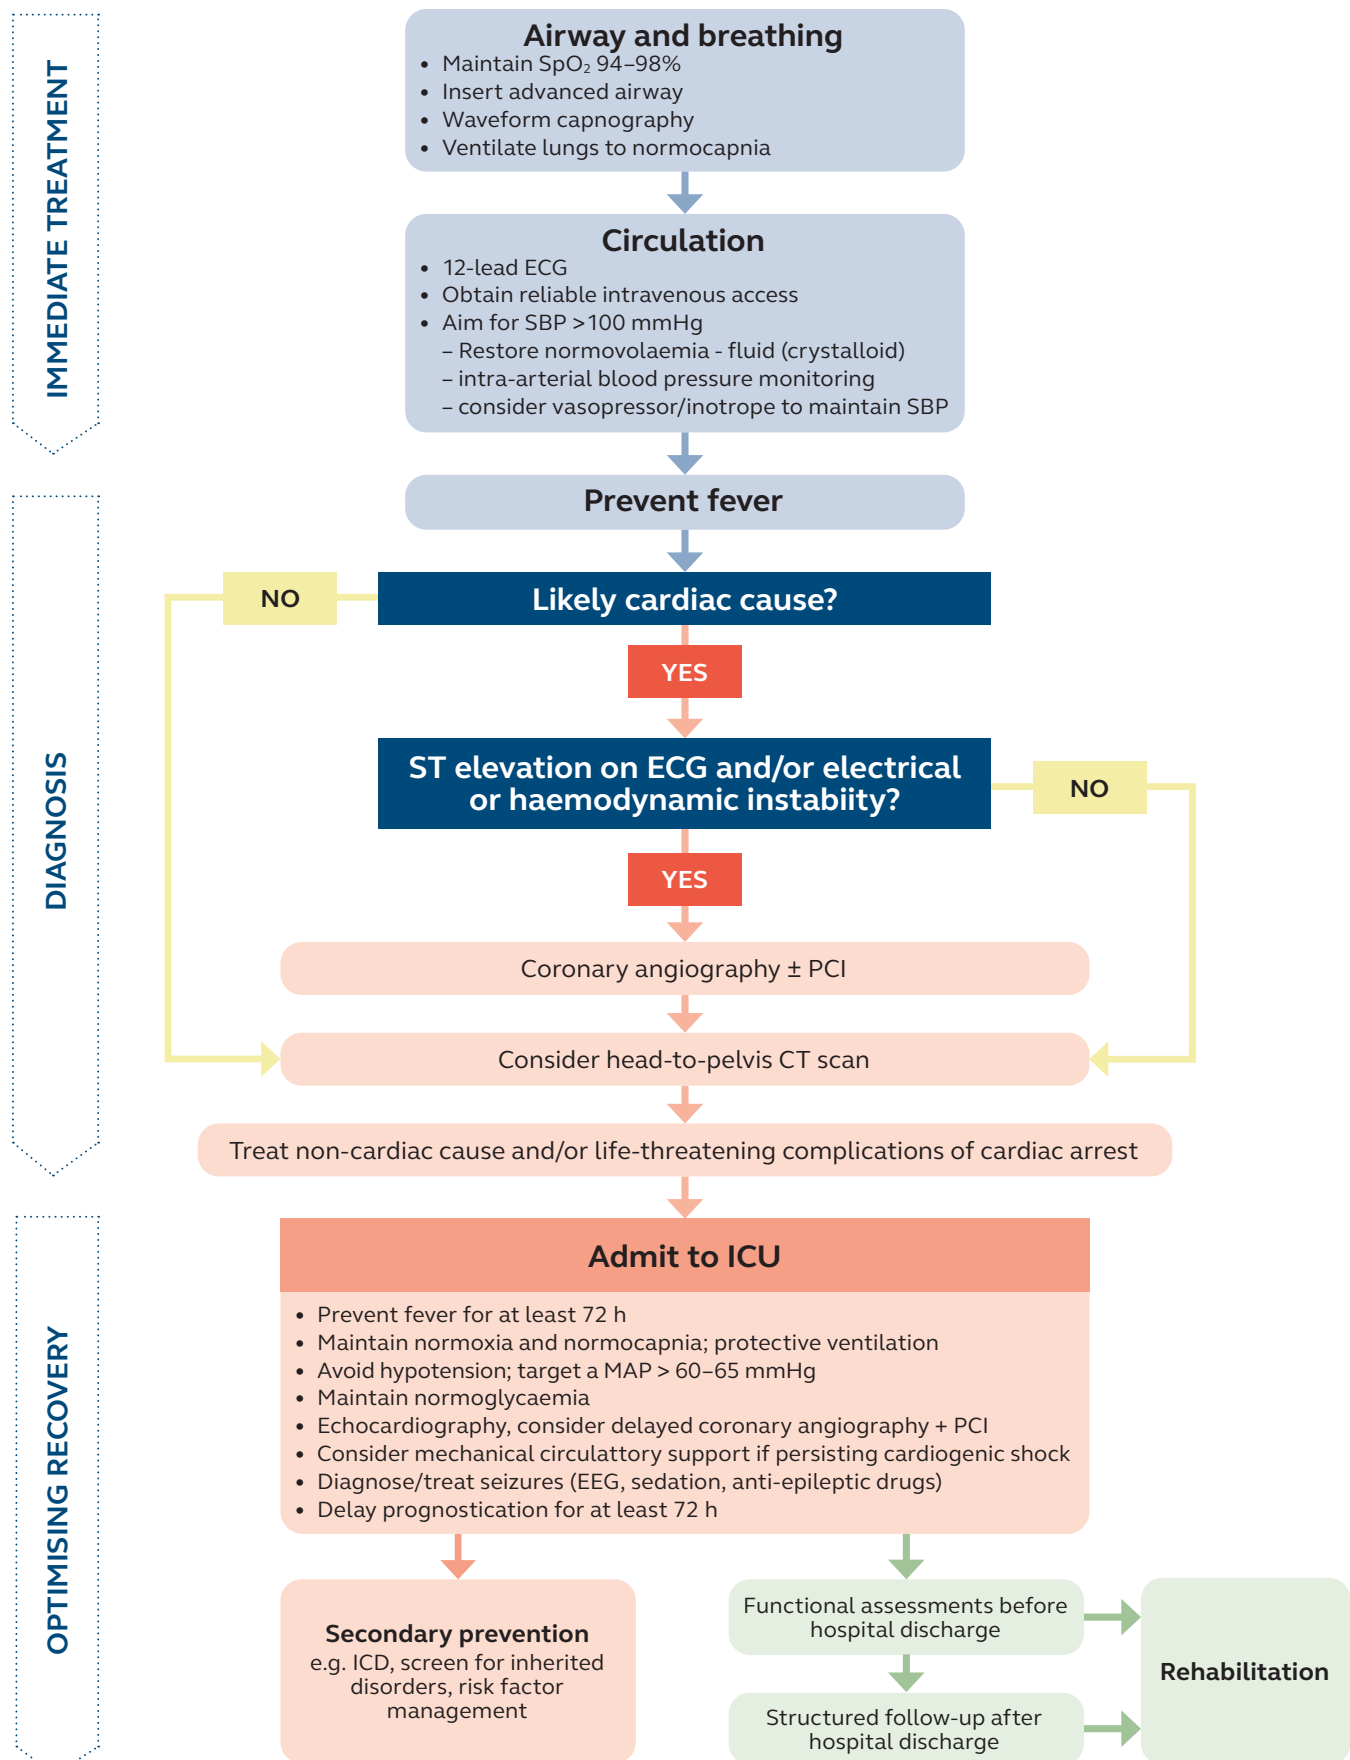 IMMEDIATE TREATMENT
Airway and breathing
• Maintain SpO₂ 94–98%
• Insert advanced airway
• Waveform capnography
• Ventilate lungs to normocapnia
Circulation
• 12-lead ECG
• Obtain reliable intravenous access
• Aim for SBP >100 mmHg
– Restore normovolaemia - fluid (crystalloid)
– intra-arterial blood pressure monitoring
– consider vasopressor/inotrope to maintain SBP
Prevent fever
DIAGNOSIS
NO
Likely cardiac cause?
YES
ST elevation on ECG and/or electrical
or haemodynamic instabiity?
NO
YES
Coronary angiography ± PCI
Consider head-to-pelvis CT scan
Treat non-cardiac cause and/or life-threatening complications of cardiac arrest
OPTIMISING RECOVERY
Admit to ICU
• Prevent fever for at least 72 h
• Maintain normoxia and normocapnia; protective ventilation
• Avoid hypotension; target a MAP > 60–65 mmHg
• Maintain normoglycaemia
• Echocardiography, consider delayed coronary angiography + PCI
• Consider mechanical circulattory support if persisting cardiogenic shock
• Diagnose/treat seizures (EEG, sedation, anti-epileptic drugs)
• Delay prognostication for at least 72 h
Secondary prevention
e.g. ICD, screen for inherited
disorders, risk factor
management
Functional assessments before
hospital discharge
Structured follow-up after
hospital discharge
Rehabilitation